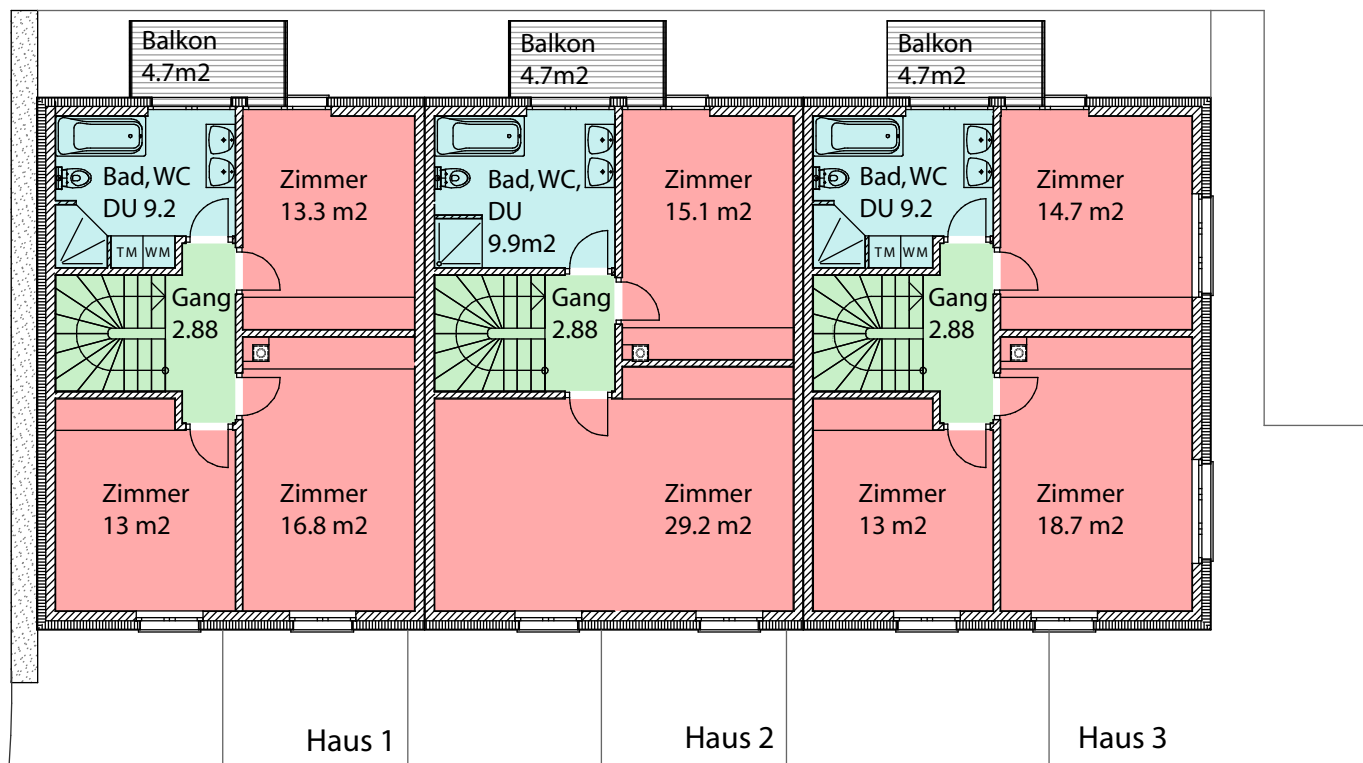 Balkon
4.7m2
Balkon
4.7m2
Balkon
4.7m2
Bad, WC
DU 9.2
Zimmer
13.3 m2
Bad, WC,
DU
9.9m2
Zimmer
15.1 m2
Bad, WC
DU 9.2
Zimmer
14.7 m2
TM WM
TM WM
Gang
2.88
Gang
2.88
Gang
2.88
Zimmer
13 m2
Zimmer
16.8 m2
Zimmer
29.2 m2
Zimmer
13 m2
Zimmer
18.7 m2
Haus 1
Haus 2
Haus 3